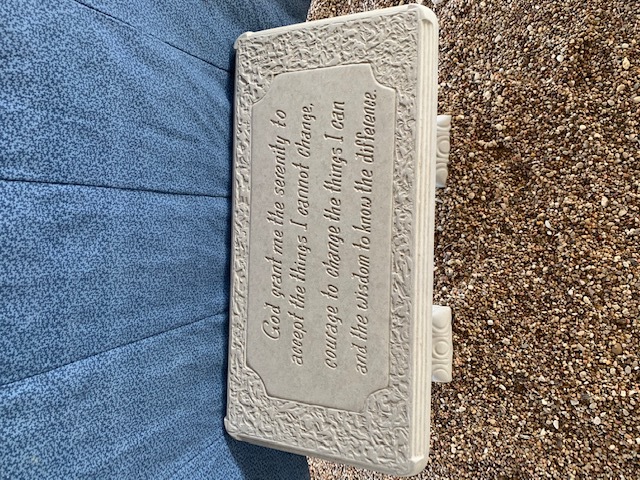 God grant me the serenity to
accept the things I cannot change,
courage to change the things I can
and the wisdom to know the difference.